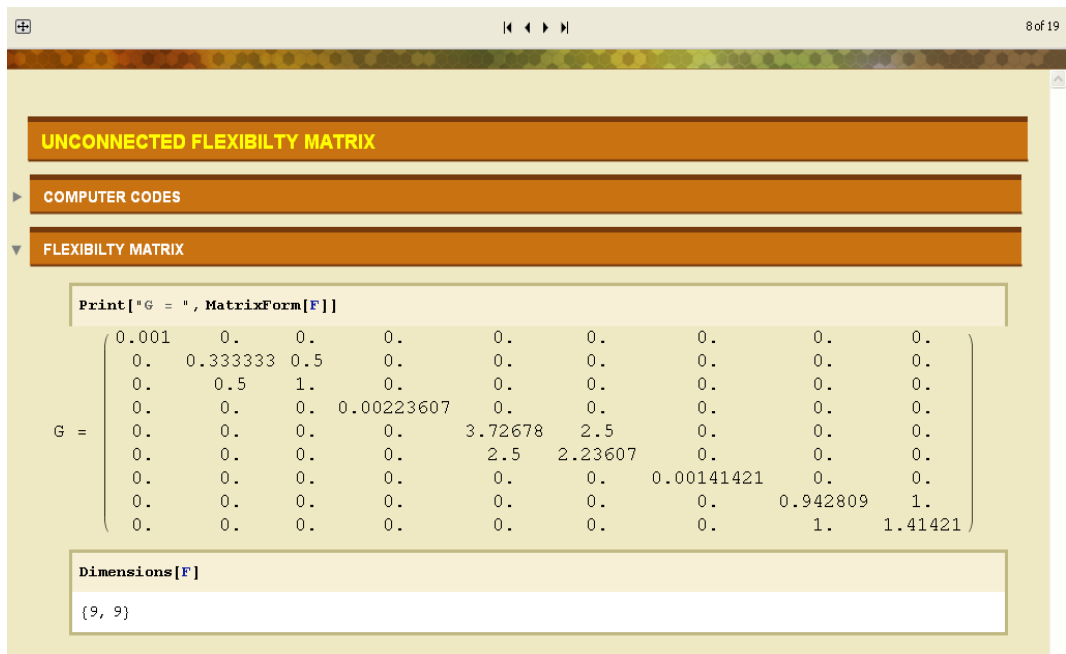 8 of 19
UNCONNECTED FLEXIBILTY MATRIX
COMPUTER CODES
FLEXIBILTY MATRIX
Print["G = ", MatrixForm[F]]
0.001 0. 0. 0. 0. 0. 0. 0. 0.
0. 0.333333 0.5 0. 0. 0. 0. 0. 0.
0. 0.5 1. 0. 0. 0. 0. 0. 0.
0. 0. 0. 0.00223607 0. 0. 0. 0. 0.
G = 0. 0. 0. 0. 3.72678 2.5 0. 0. 0.
0. 0. 0. 0. 2.5 2.23607 0. 0. 0.
0. 0. 0. 0. 0. 0. 0.00141421 0. 0.
0. 0. 0. 0. 0. 0. 0. 0.942809 1.
0. 0. 0. 0. 0. 0. 0. 1. 1.41421
Dimensions[F]
{9, 9}